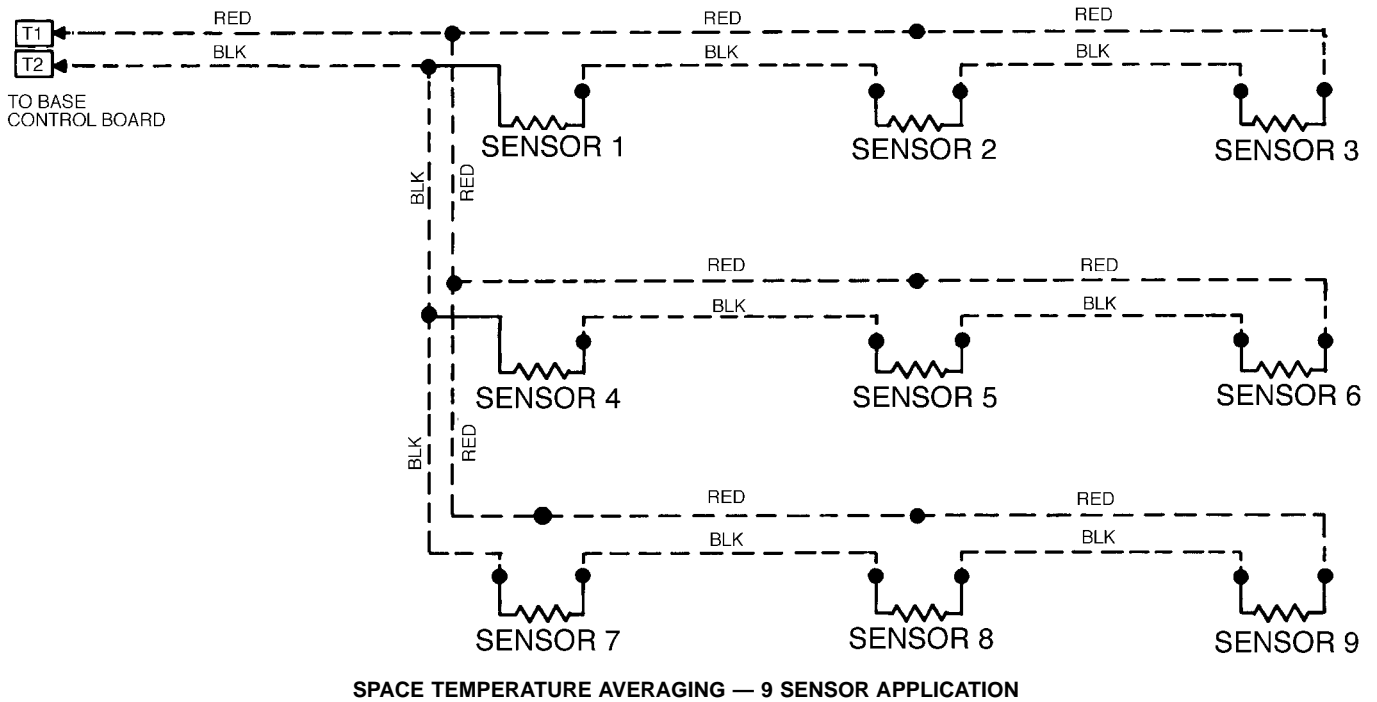 RED RED RED
T1
BLK BLK BLK
T2
TO BASE
CONTROL BOARD
SENSOR 1 SENSOR 2 SENSOR 3
BLK RED
RED RED
BLK BLK
SENSOR 4 SENSOR 5 SENSOR 6
BLK RED
RED RED
BLK BLK
SENSOR 7 SENSOR 8 SENSOR 9
SPACE TEMPERATURE AVERAGING — 9 SENSOR APPLICATION